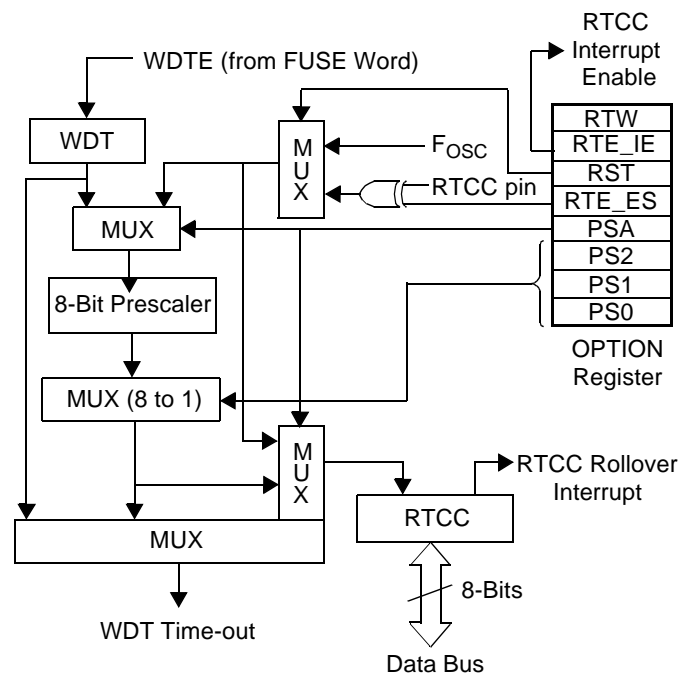 RTCC
Interrupt
Enable
WDTE (from FUSE Word)
WDT
M
U
X
FOSC
RTCC pin
RTW
RTE_IE
RST
RTE_ES
PSA
PS2
PS1
PS0
OPTION
Register
MUX
8-Bit Prescaler
MUX (8 to 1)
M
U
X
RTCC Rollover
Interrupt
RTCC
MUX
8-Bits
WDT Time-out
Data Bus